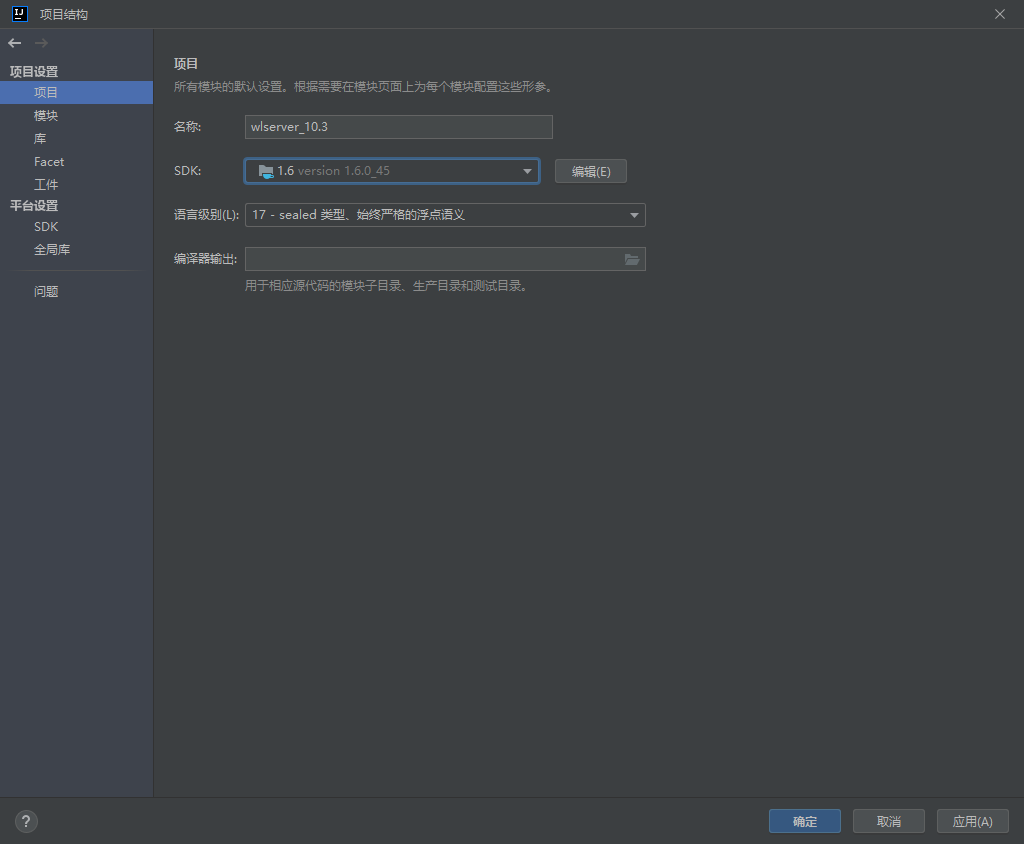 IJ
项目结构
项目设置
项目
模块
库
Facet
工件
平台设置
SDK
全局库
问题
项目
所有模块的默认设置。根据需要在模块页面上为每个模块配置这些形参。
名称: wlserver_10.3
SDK: 1.6 version 1.6.0_45 编辑(E)
语言级别(L): 17 - sealed 类型、始终严格的浮点语义
编译器输出:
用于相应源代码的模块子目录、生产目录和测试目录。
? 确定 取消 应用(A)